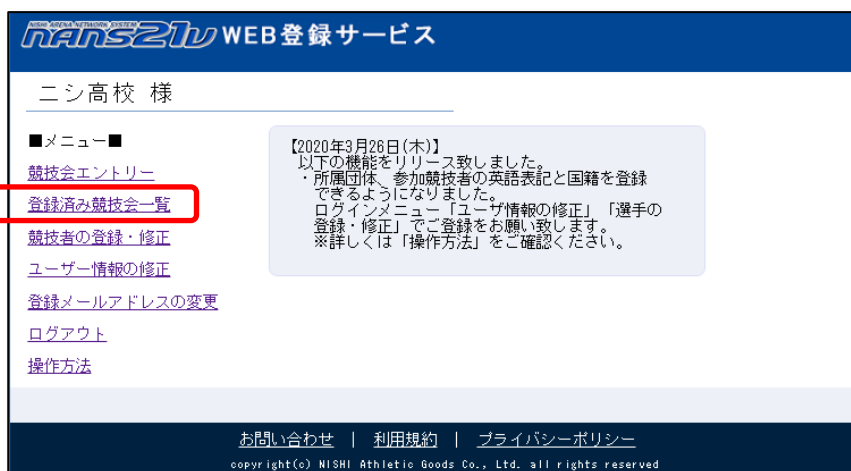 NISHI ARENA NETWORK SYSTEM
NANS21V WEB登録サービス
ニシ高校 様
■メニュー■
競技会エントリー
登録済み競技会一覧
競技者の登録・修正
ユーザー情報の修正
登録メールアドレスの変更
ログアウト
操作方法
【2020年3月26日(木)】
以下の機能をリリース致しました。
・所属団体、参加競技者の英語表記と国籍を登録
できるようになりました。
ログインメニュー「ユーザ情報の修正」「選手の
登録・修正」でご登録をお願い致します。
※詳しくは「操作方法」をご確認ください。
お問い合わせ | 利用規約 | プライバシーポリシー
copyright(c) NISHI Athletic Goods Co., Ltd. all rights reserved